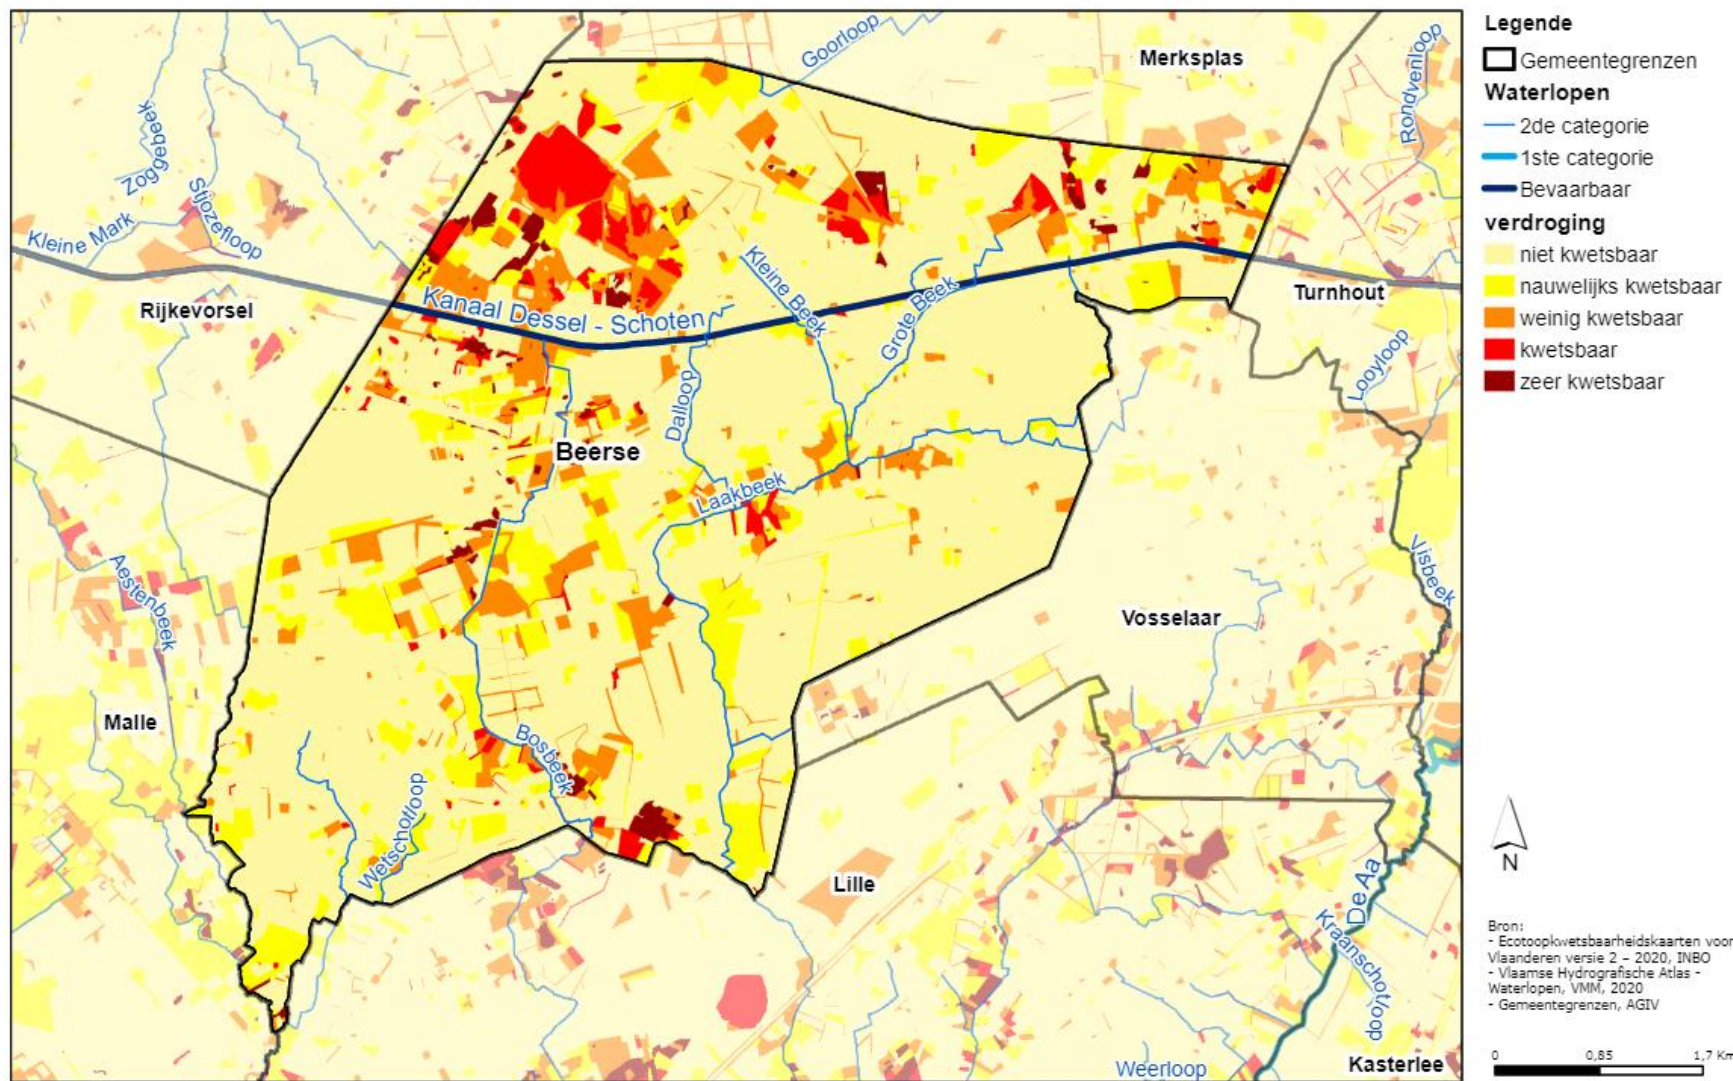 Goorloop
Merksplas
Rondvenloop
Zoggebeek
Stijozefloop
Kleine Mark
Rijkevorsel
Kanaal Dessel - Schoten
Kleine Beek
Grote Beek
Turnhout
Looyloop
Dalloop
Beerse
Laakbeek
Aestenbeek
Visbeek
Vosselaar
Malle
Bosbeek
Wetschotloop
Lille
De Aa
Kraanschotloop
Weerloop
Kasterlee
Legende
Gemeentegrenzen
Waterlopen
2de categorie
1ste categorie
Bevaarbaar
verdroging
niet kwetsbaar
nauwelijks kwetsbaar
weinig kwetsbaar
kwetsbaar
zeer kwetsbaar
N
Bron:
- Ecotoopkwetsbaarheidskaarten voor
Vlaanderen versie 2 - 2020, INBO
- Vlaamse Hydrografische Atlas -
Waterlopen, VMM, 2020
- Gemeentegrenzen, AGIV
0 0,85 1,7 Km